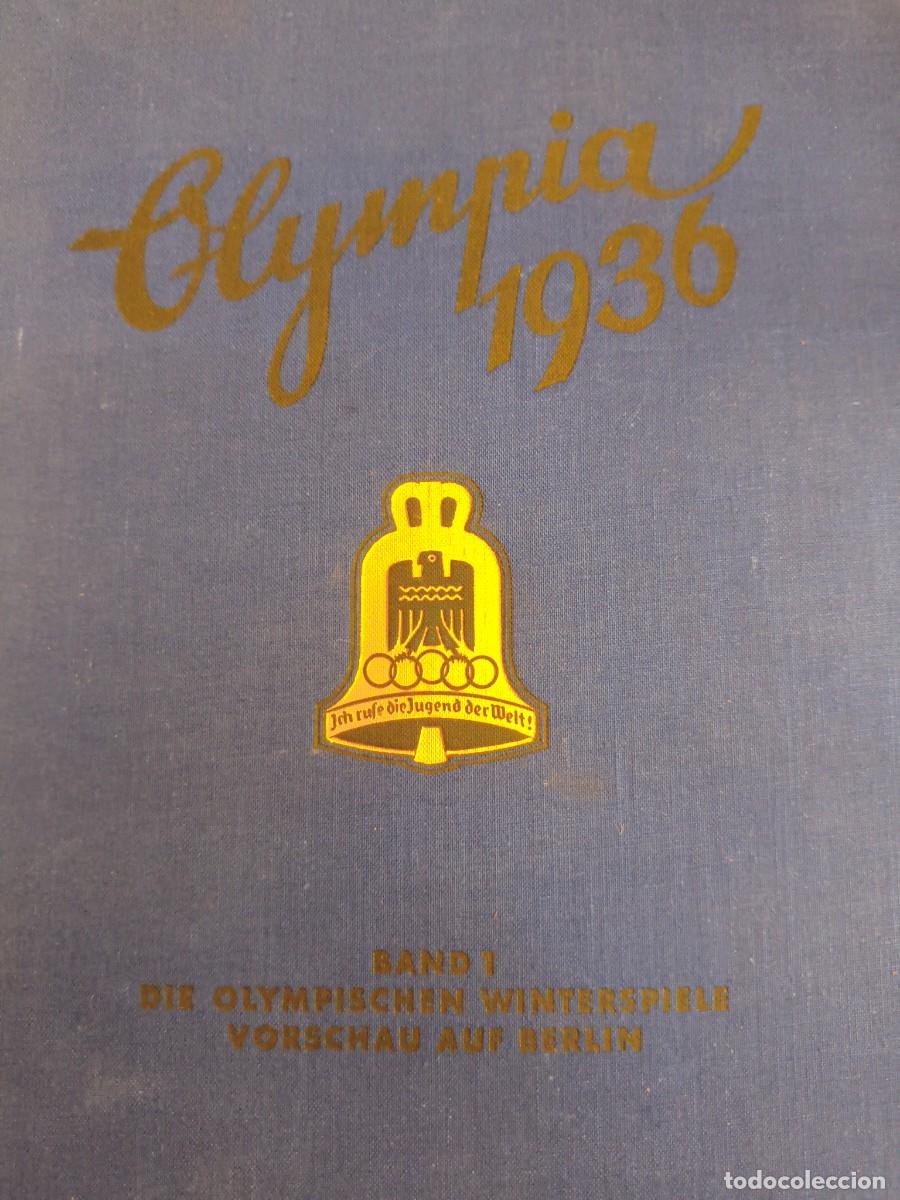 Olympia
1936
Ich rufe die Jugend der Welt!
BAND 1
DIE OLYMPISCHEN WINTERSPIELE
VORSCHAU AUF BERLIN
todocoleccion